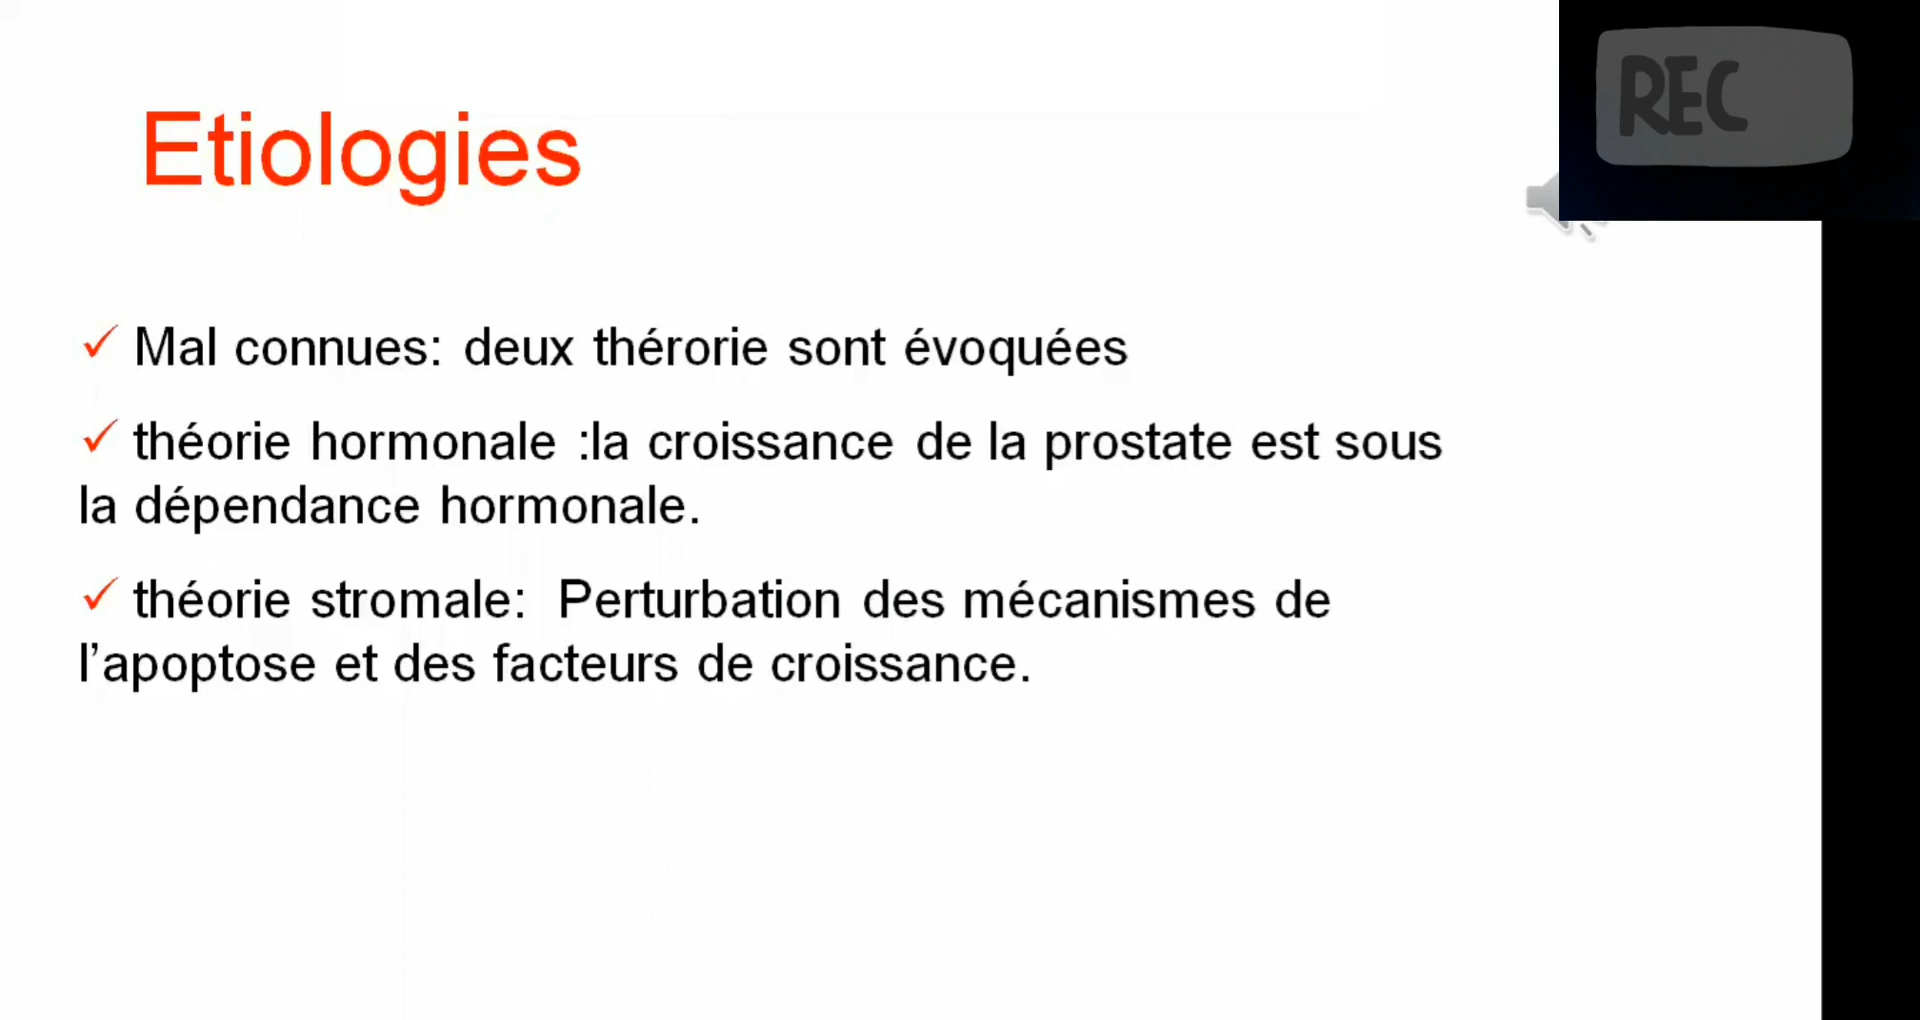 REC
Etiologies
✓ Mal connues: deux thérorie sont évoquées
✓ théorie hormonale :la croissance de la prostate est sous
la dépendance hormonale.
✓ théorie stromale: Perturbation des mécanismes de
l’apoptose et des facteurs de croissance.